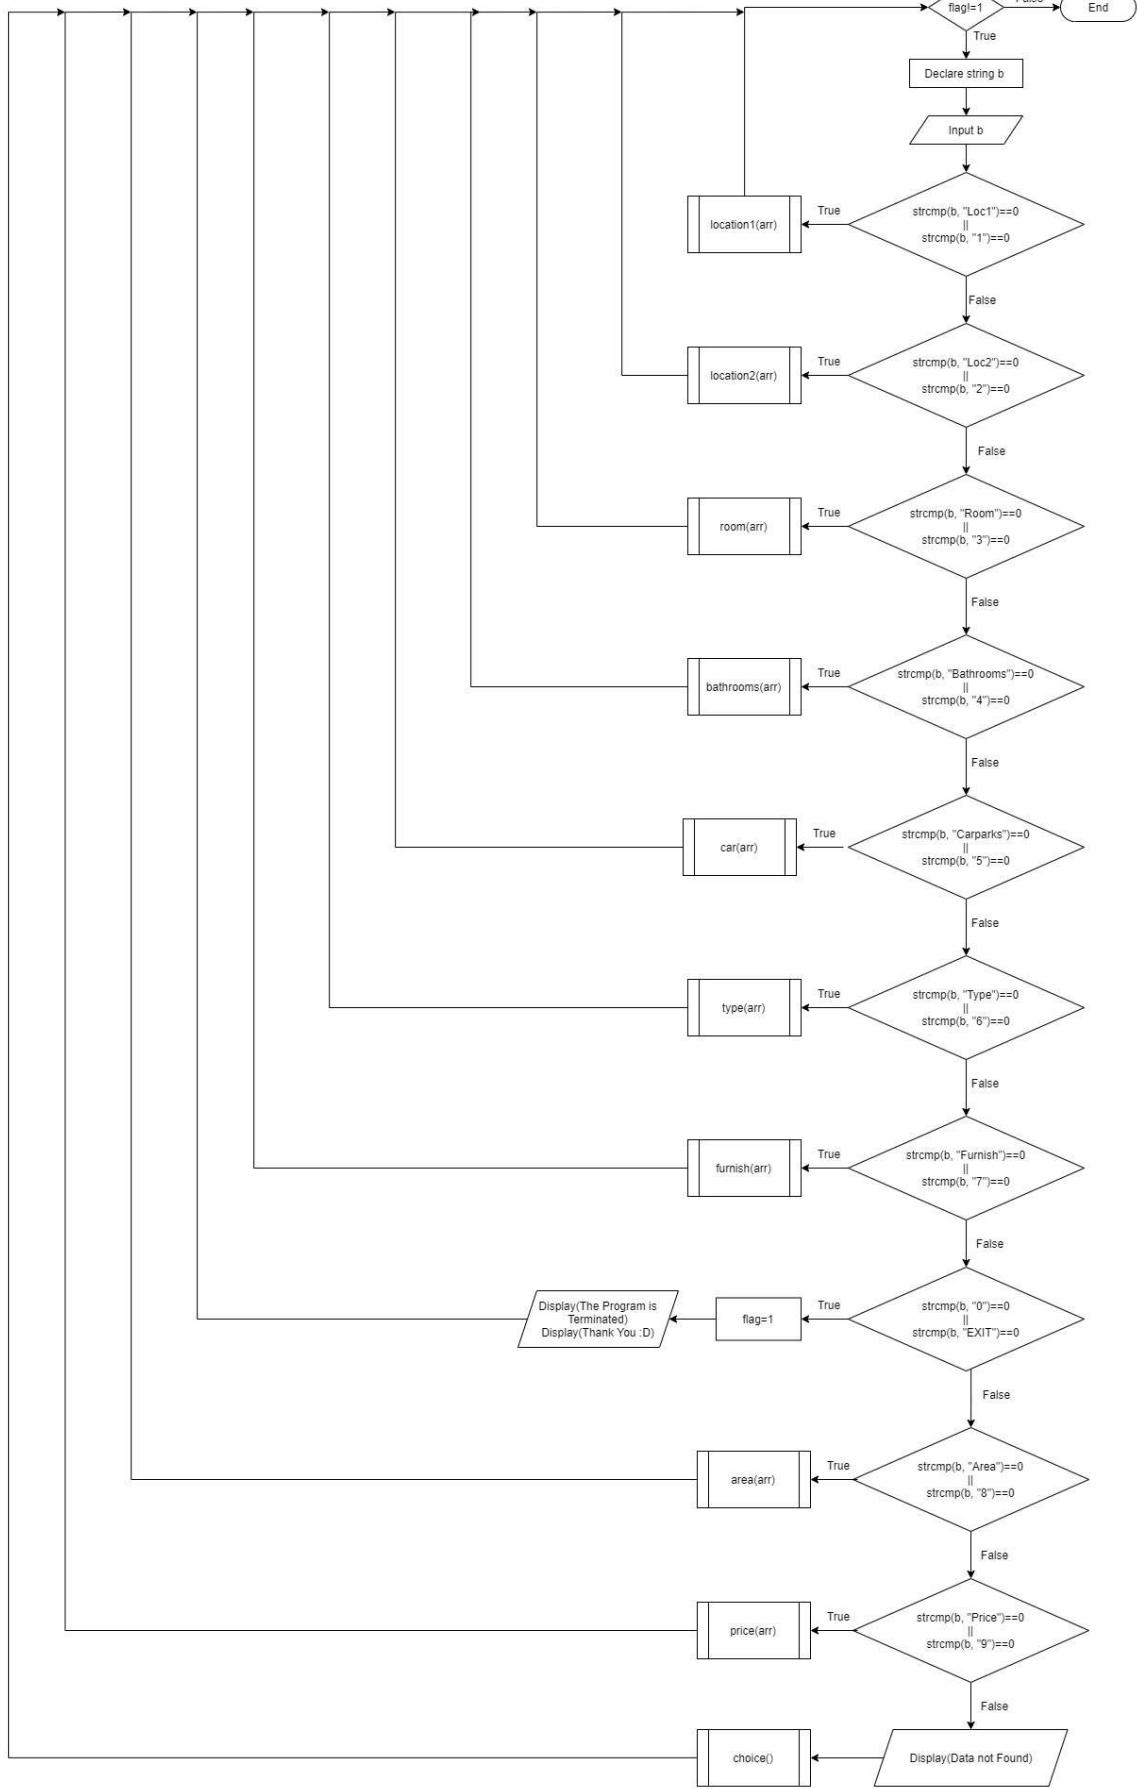 flag!=1
False
End
True
Declare string b
Input b
strcmp(b, "Loc1")==0
||
strcmp(b, "1")==0
True
location1(arr)
False
strcmp(b, "Loc2")==0
||
strcmp(b, "2")==0
True
location2(arr)
False
strcmp(b, "Room")==0
||
strcmp(b, "3")==0
True
room(arr)
False
strcmp(b, "Bathrooms")==0
||
strcmp(b, "4")==0
True
bathrooms(arr)
False
strcmp(b, "Carparks")==0
||
strcmp(b, "5")==0
True
car(arr)
False
strcmp(b, "Type")==0
||
strcmp(b, "6")==0
True
type(arr)
False
strcmp(b, "Furnish")==0
||
strcmp(b, "7")==0
True
furnish(arr)
False
strcmp(b, "0")==0
||
strcmp(b, "EXIT")==0
True
flag=1
Display(The Program is
Terminated)
Display(Thank You :D)
False
strcmp(b, "Area")==0
||
strcmp(b, "8")==0
True
area(arr)
False
strcmp(b, "Price")==0
||
strcmp(b, "9")==0
True
price(arr)
False
Display(Data not Found)
choice()